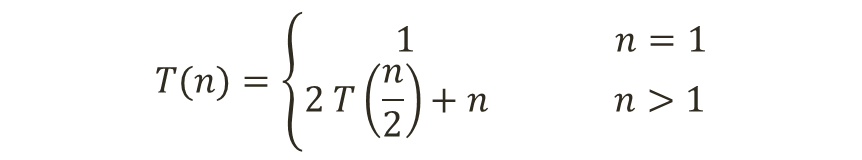 T(n) = { 1 n = 1
2 T(n/2) + n n > 1